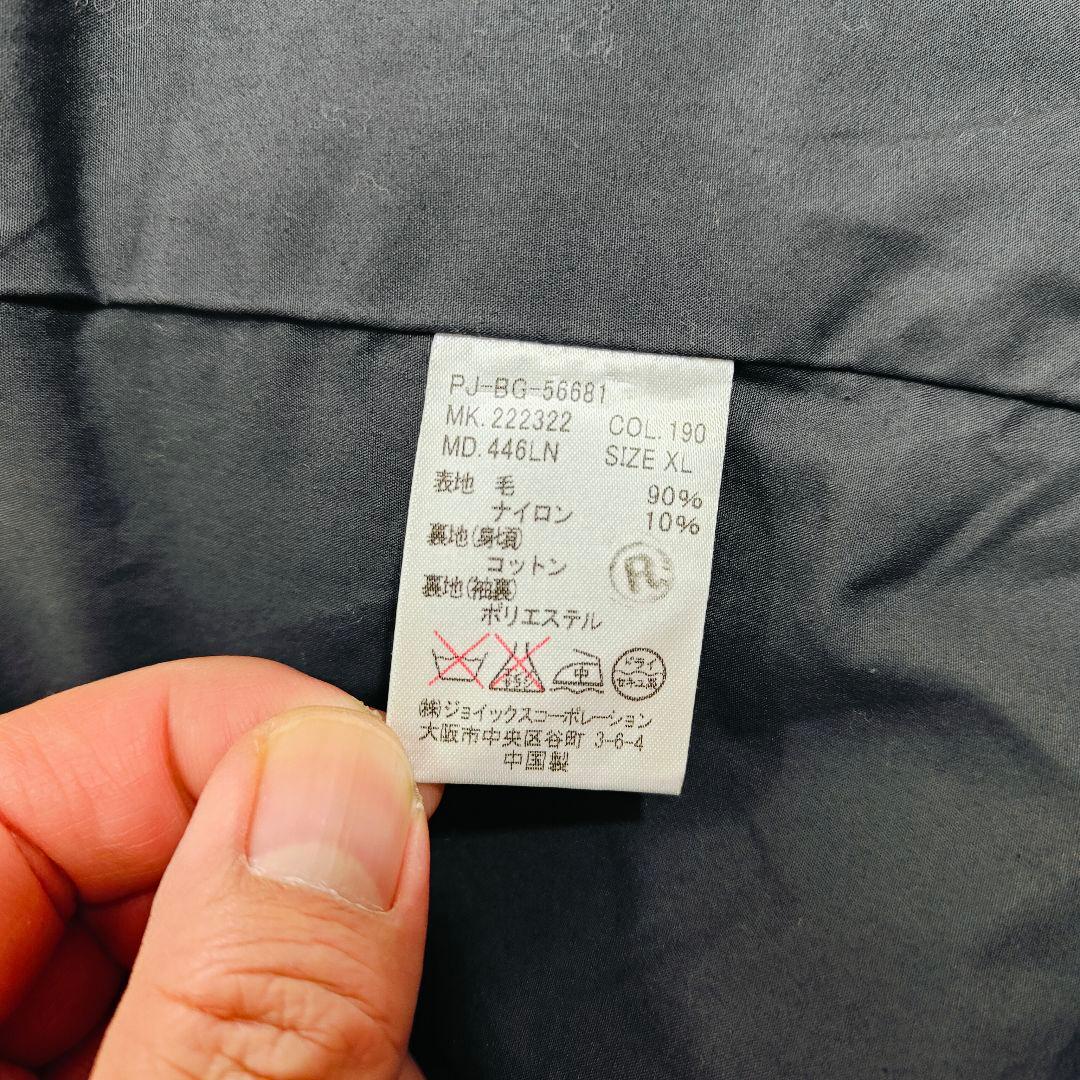 PJ-BG-56681
MK. 222322 COL. 190
MD. 446LN SIZE XL
表地 毛 90%
ナイロン 10%
裏地(身頃)
コットン
裏地(袖裏)
ポリエステル
中
ドライ
セキユ系
(株)ジョイックスコーポレーション
大阪市中央区谷町 3-6-4
中国製